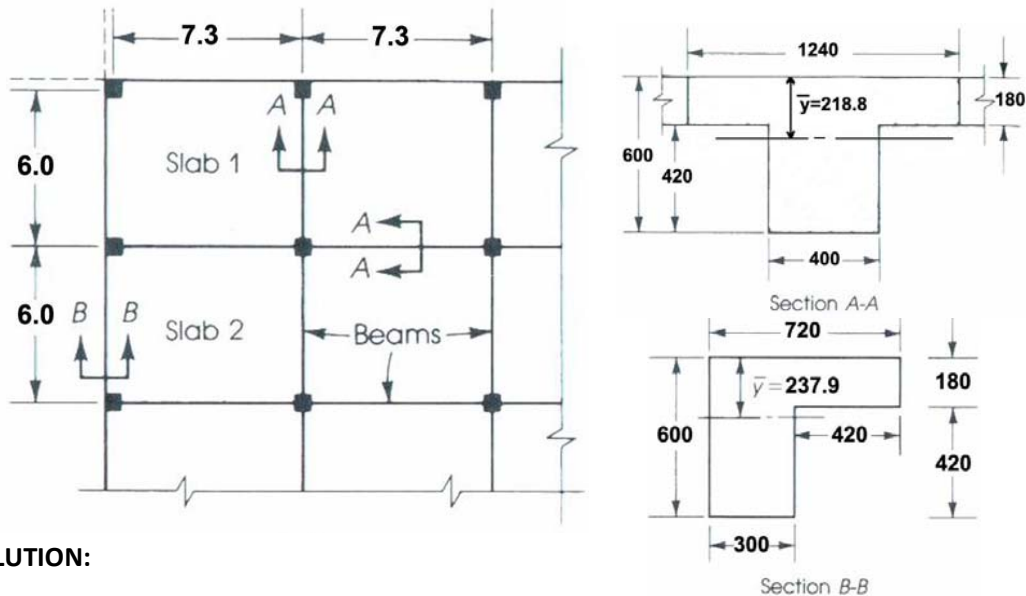 7.3 7.3
A A
6.0
Slab 1
A
A
6.0
B B
Slab 2
Beams
LUTION:
1240
y=218.8
180
600
420
400
Section A-A
720
y = 237.9
180
600
420
420
300
Section B-B